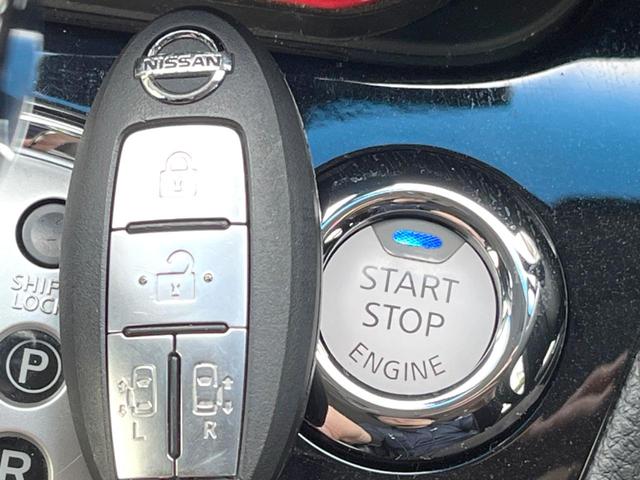 NISSAN
L R
SHIFT
LOCK
P
R
START
STOP
ENGINE